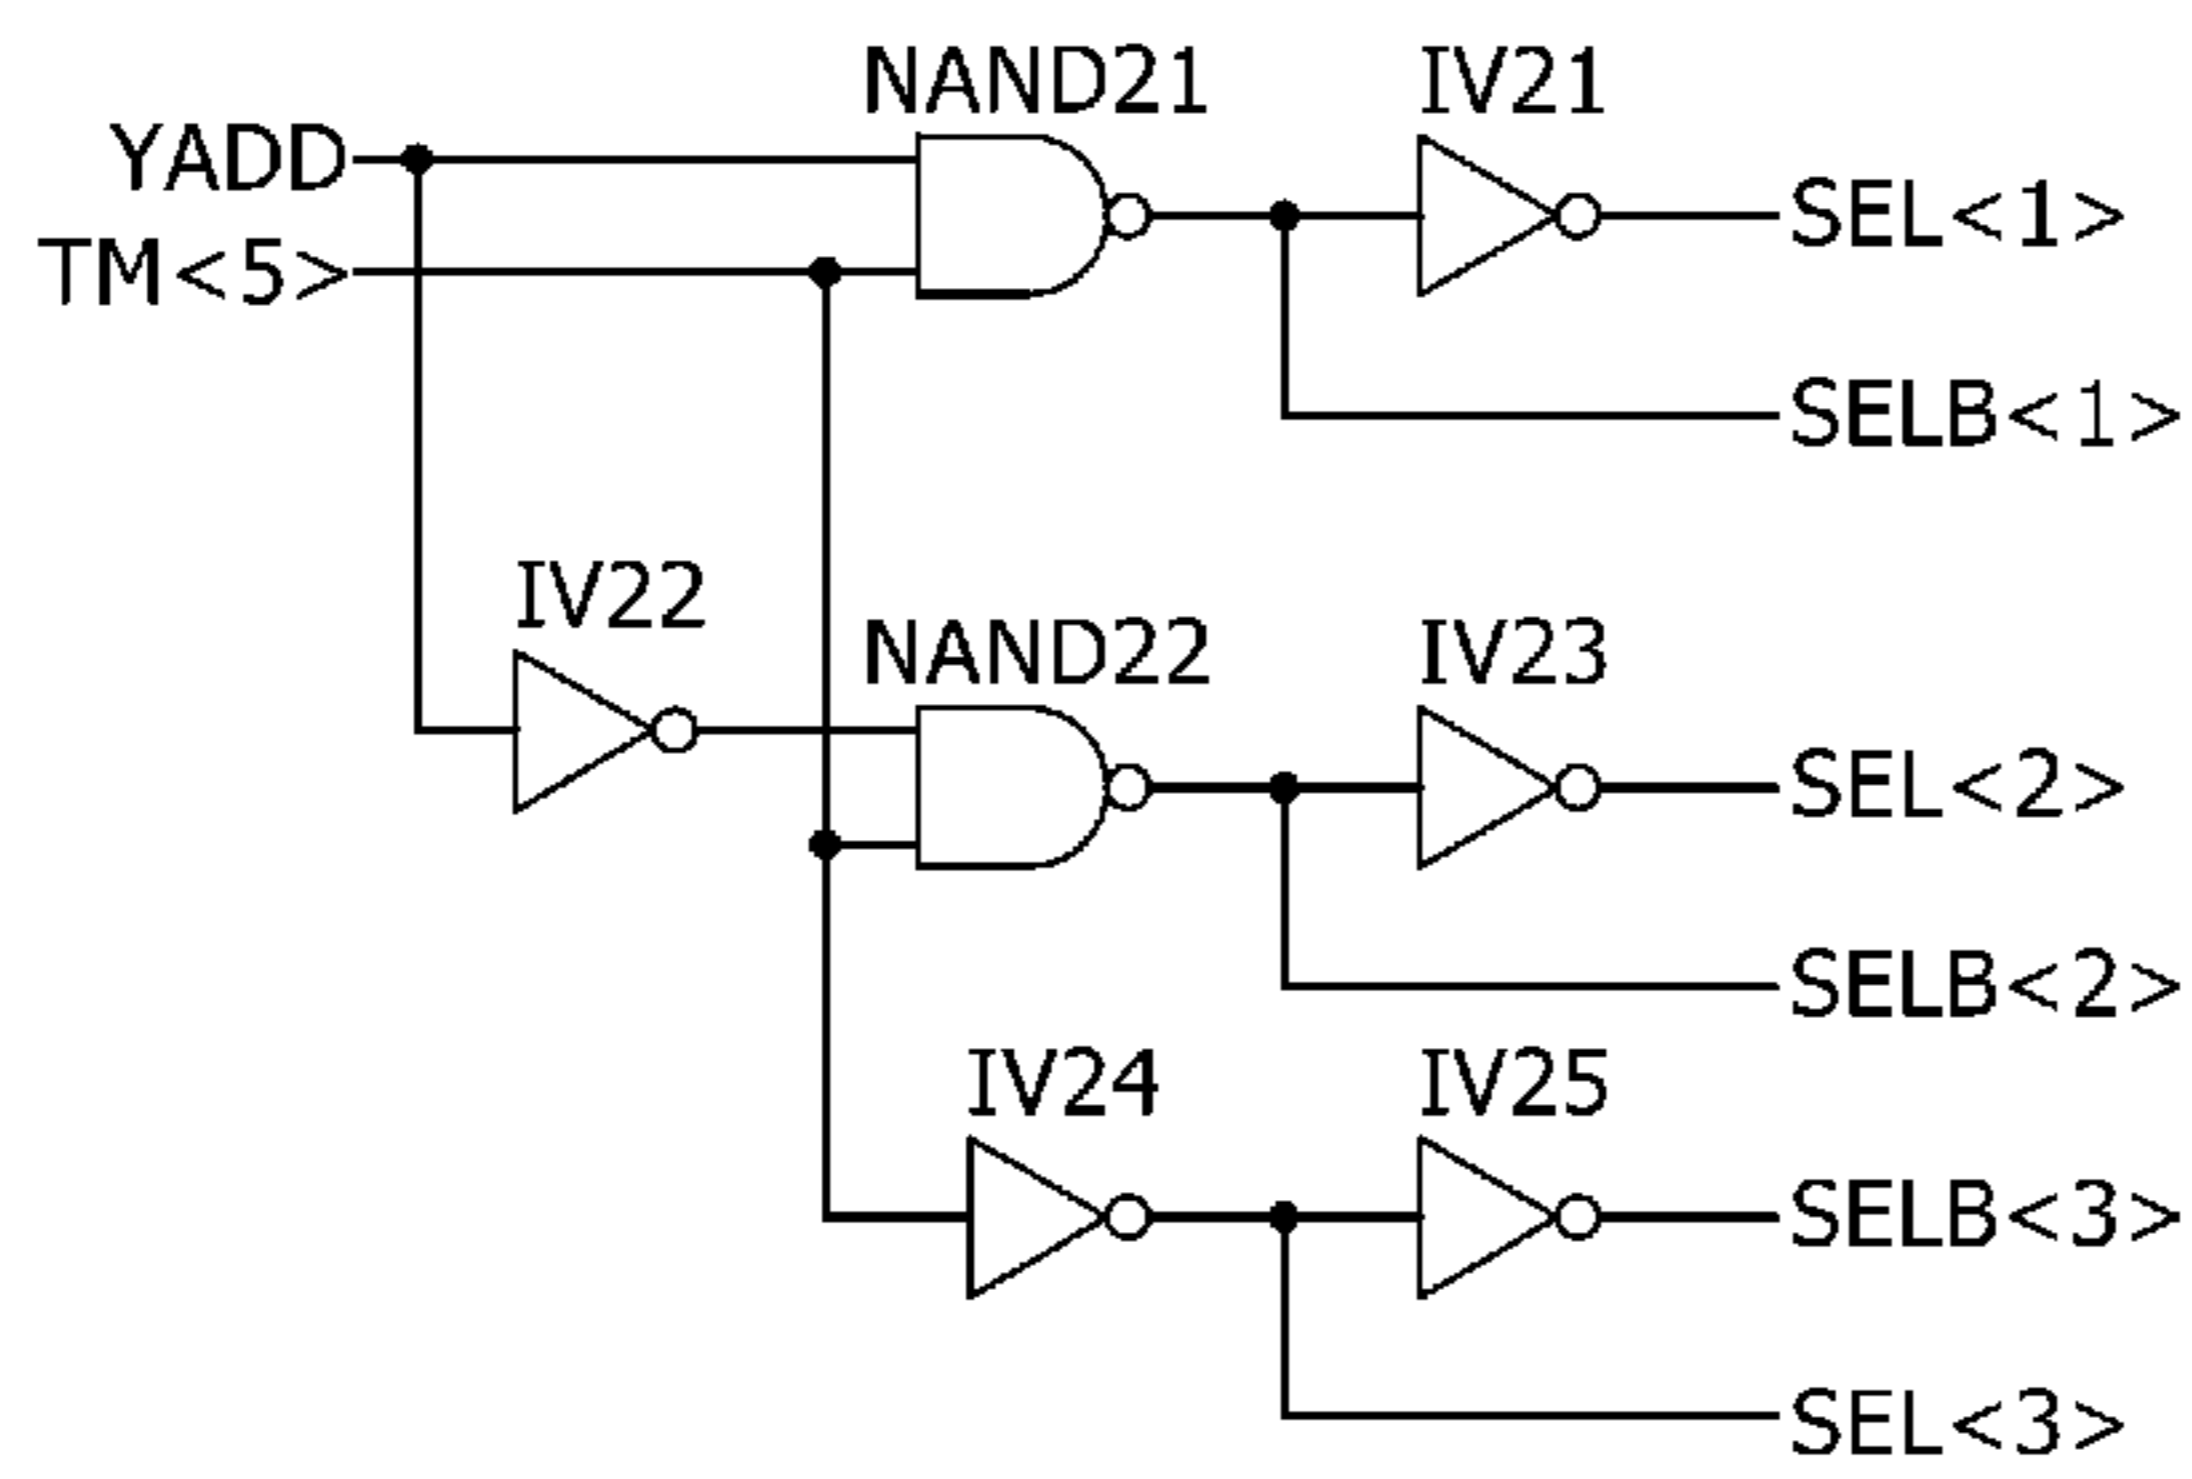 NAND21
IV21
YADD
SEL<1>
TM<5>
SELB<1>
IV22
NAND22
IV23
SEL<2>
SELB<2>
IV24
IV25
SELB<3>
SEL<3>